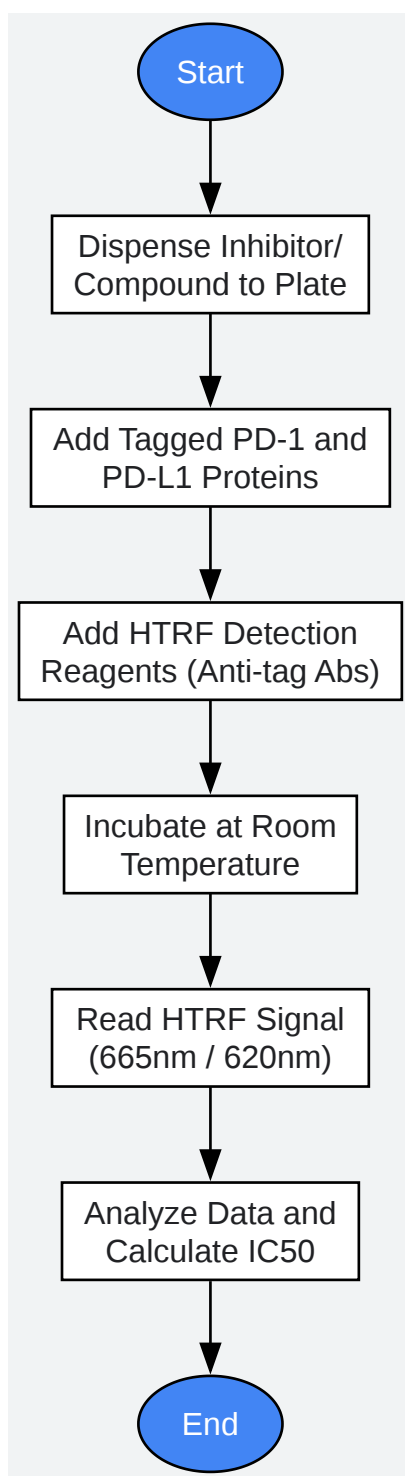 Start
Dispense Inhibitor/
Compound to Plate
Add Tagged PD-1 and
PD-L1 Proteins
Add HTRF Detection
Reagents (Anti-tag Abs)
Incubate at Room
Temperature
Read HTRF Signal
(665nm / 620nm)
Analyze Data and
Calculate IC50
End